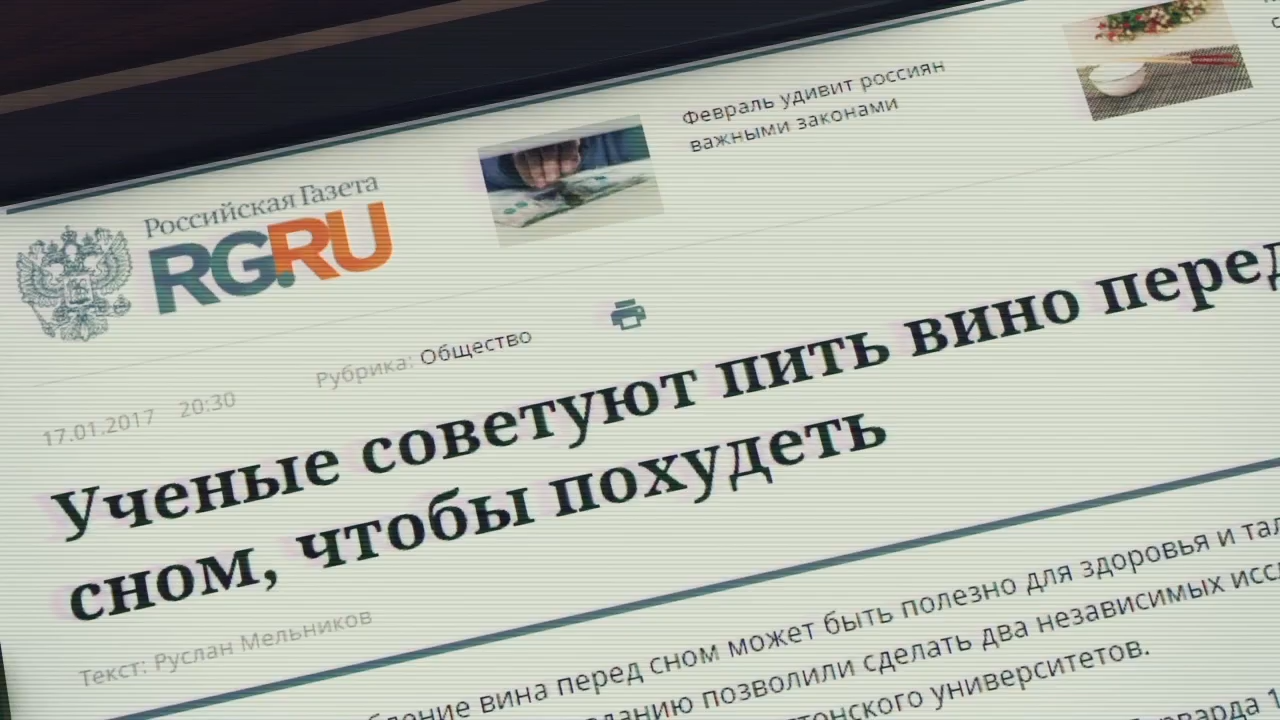 Февраль удивит россиян
важными законами
Российская Газета
RG.RU
17.01.2017 20:30
Рубрика: Общество
Ученые советуют пить вино перед
сном, чтобы похудеть
Текст: Руслан Мельников
вина перед сном может быть полезно для здоровья и
позволили сделать два независимых
университетов.